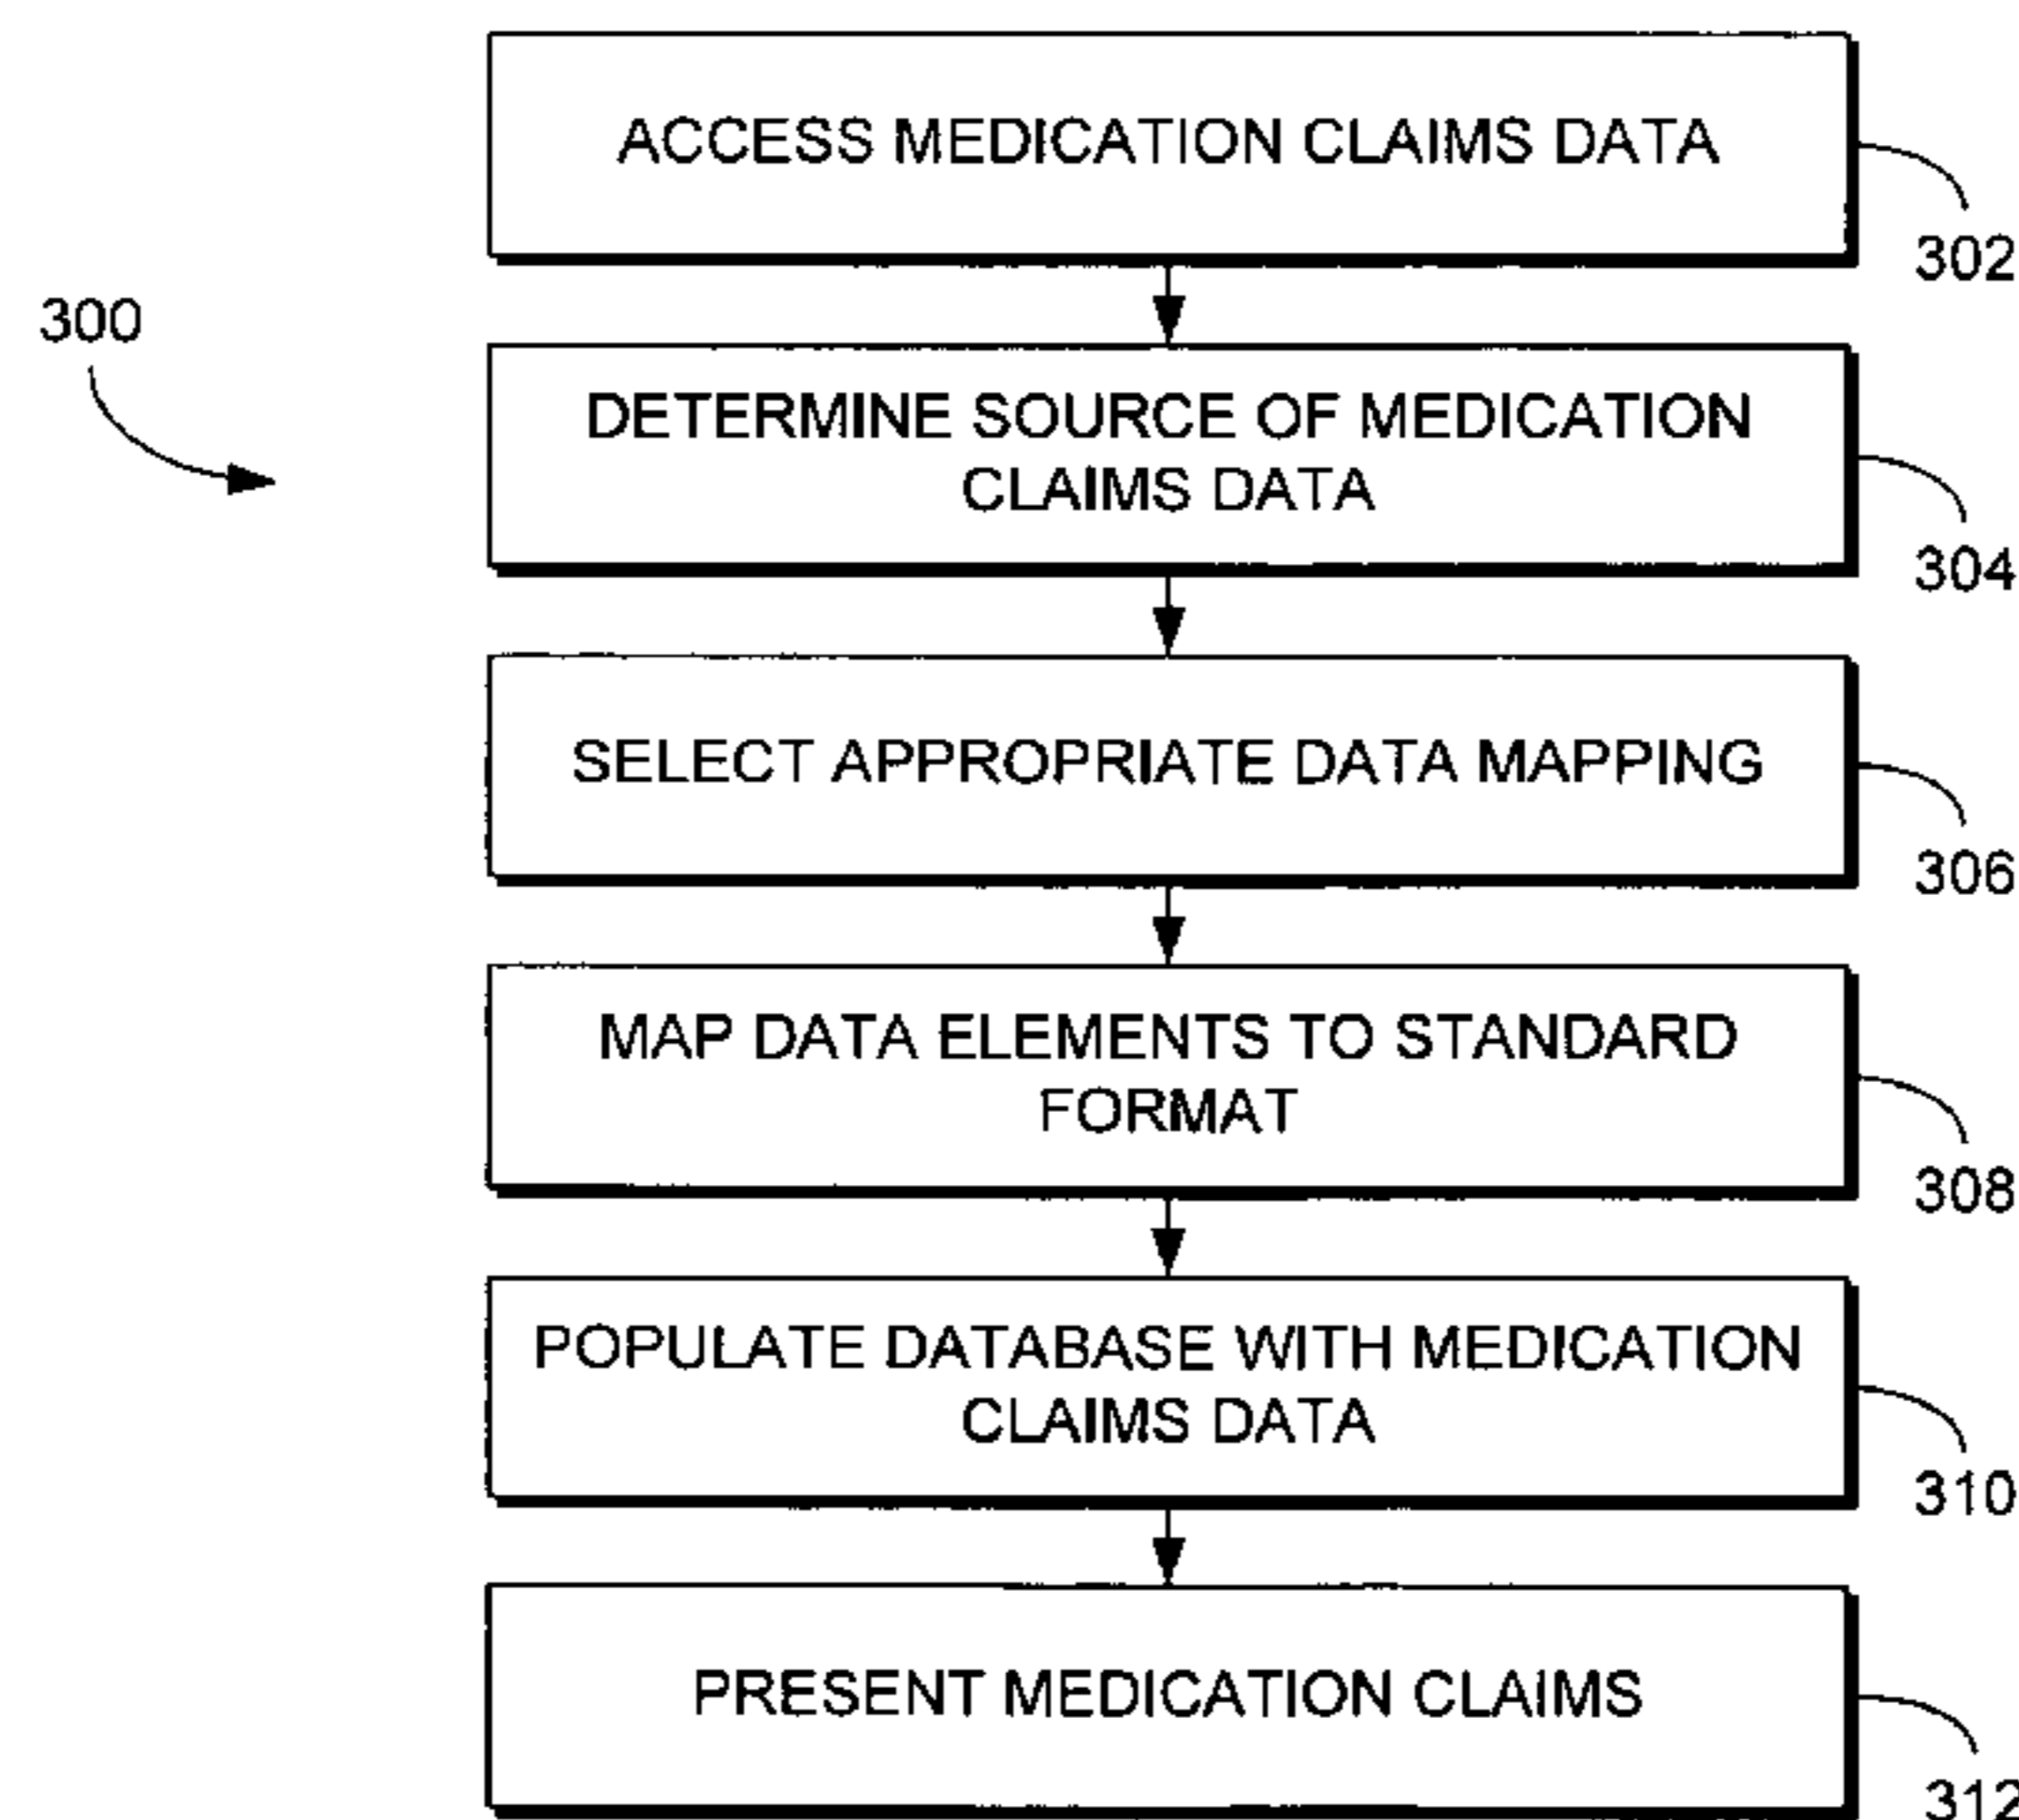 ACCESS MEDICATION CLAIMS DATA
302
300
DETERMINE SOURCE OF MEDICATION
CLAIMS DATA
304
SELECT APPROPRIATE DATA MAPPING
306
MAP DATA ELEMENTS TO STANDARD
FORMAT
308
POPULATE DATABASE WITH MEDICATION
CLAIMS DATA
310
PRESENT MEDICATION CLAIMS
312